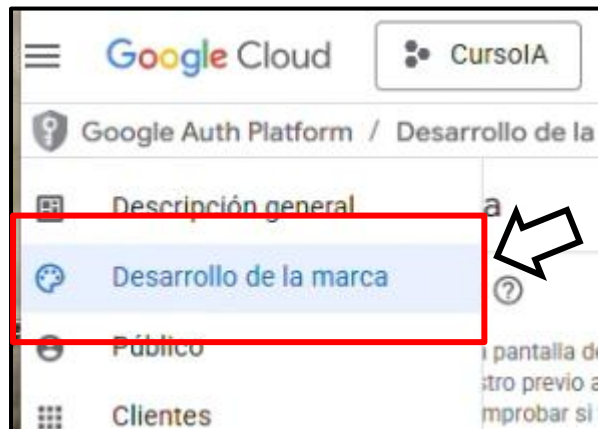 Google Cloud
CursoIA
Google Auth Platform / Desarrollo de la
Descripción general
a
Desarrollo de la marca
Público
pantalla de
stro previo a
Clientes
mprobar si